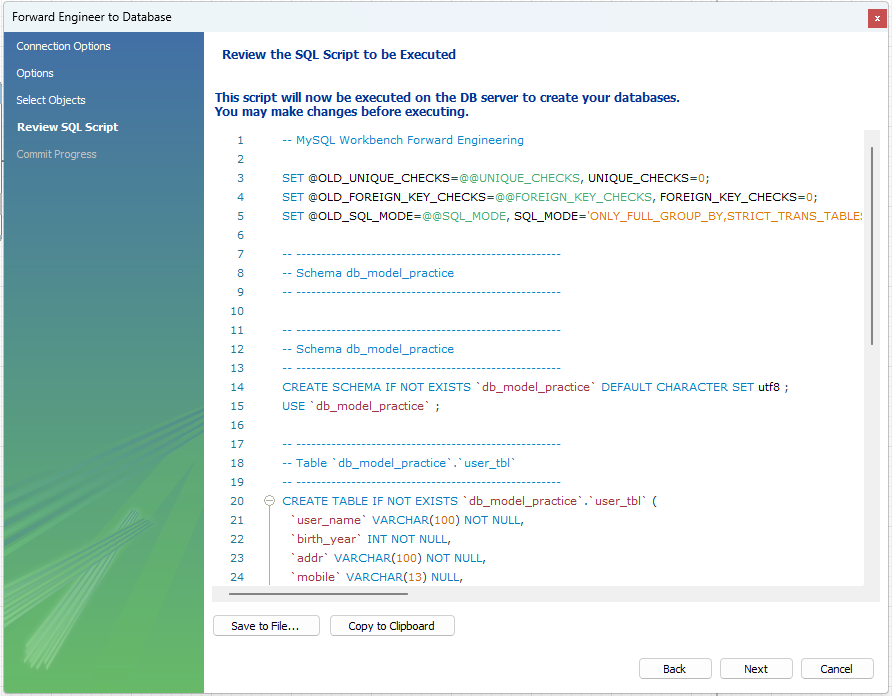 Forward Engineer to Database
x
Connection Options
Options
Select Objects
Review SQL Script
Commit Progress
Review the SQL Script to be Executed
This script will now be executed on the DB server to create your databases.
You may make changes before executing.
1 -- MySQL Workbench Forward Engineering
2
3 SET @OLD_UNIQUE_CHECKS=@@UNIQUE_CHECKS, UNIQUE_CHECKS=0;
4 SET @OLD_FOREIGN_KEY_CHECKS=@@FOREIGN_KEY_CHECKS, FOREIGN_KEY_CHECKS=0;
5 SET @OLD_SQL_MODE=@@SQL_MODE, SQL_MODE='ONLY_FULL_GROUP_BY,STRICT_TRANS_TABLES
6
7 -- -----------------------------------------------------
8 -- Schema db_model_practice
9 -- -----------------------------------------------------
10
11 -- -----------------------------------------------------
12 -- Schema db_model_practice
13 -- -----------------------------------------------------
14 CREATE SCHEMA IF NOT EXISTS `db_model_practice` DEFAULT CHARACTER SET utf8 ;
15 USE `db_model_practice` ;
16
17 -- -----------------------------------------------------
18 -- Table `db_model_practice`.`user_tbl`
19 -- -----------------------------------------------------
20 CREATE TABLE IF NOT EXISTS `db_model_practice`.`user_tbl` (
21 `user_name` VARCHAR(100) NOT NULL,
22 `birth_year` INT NOT NULL,
23 `addr` VARCHAR(100) NOT NULL,
24 `mobile` VARCHAR(13) NULL,
Save to File...
Copy to Clipboard
Back
Next
Cancel